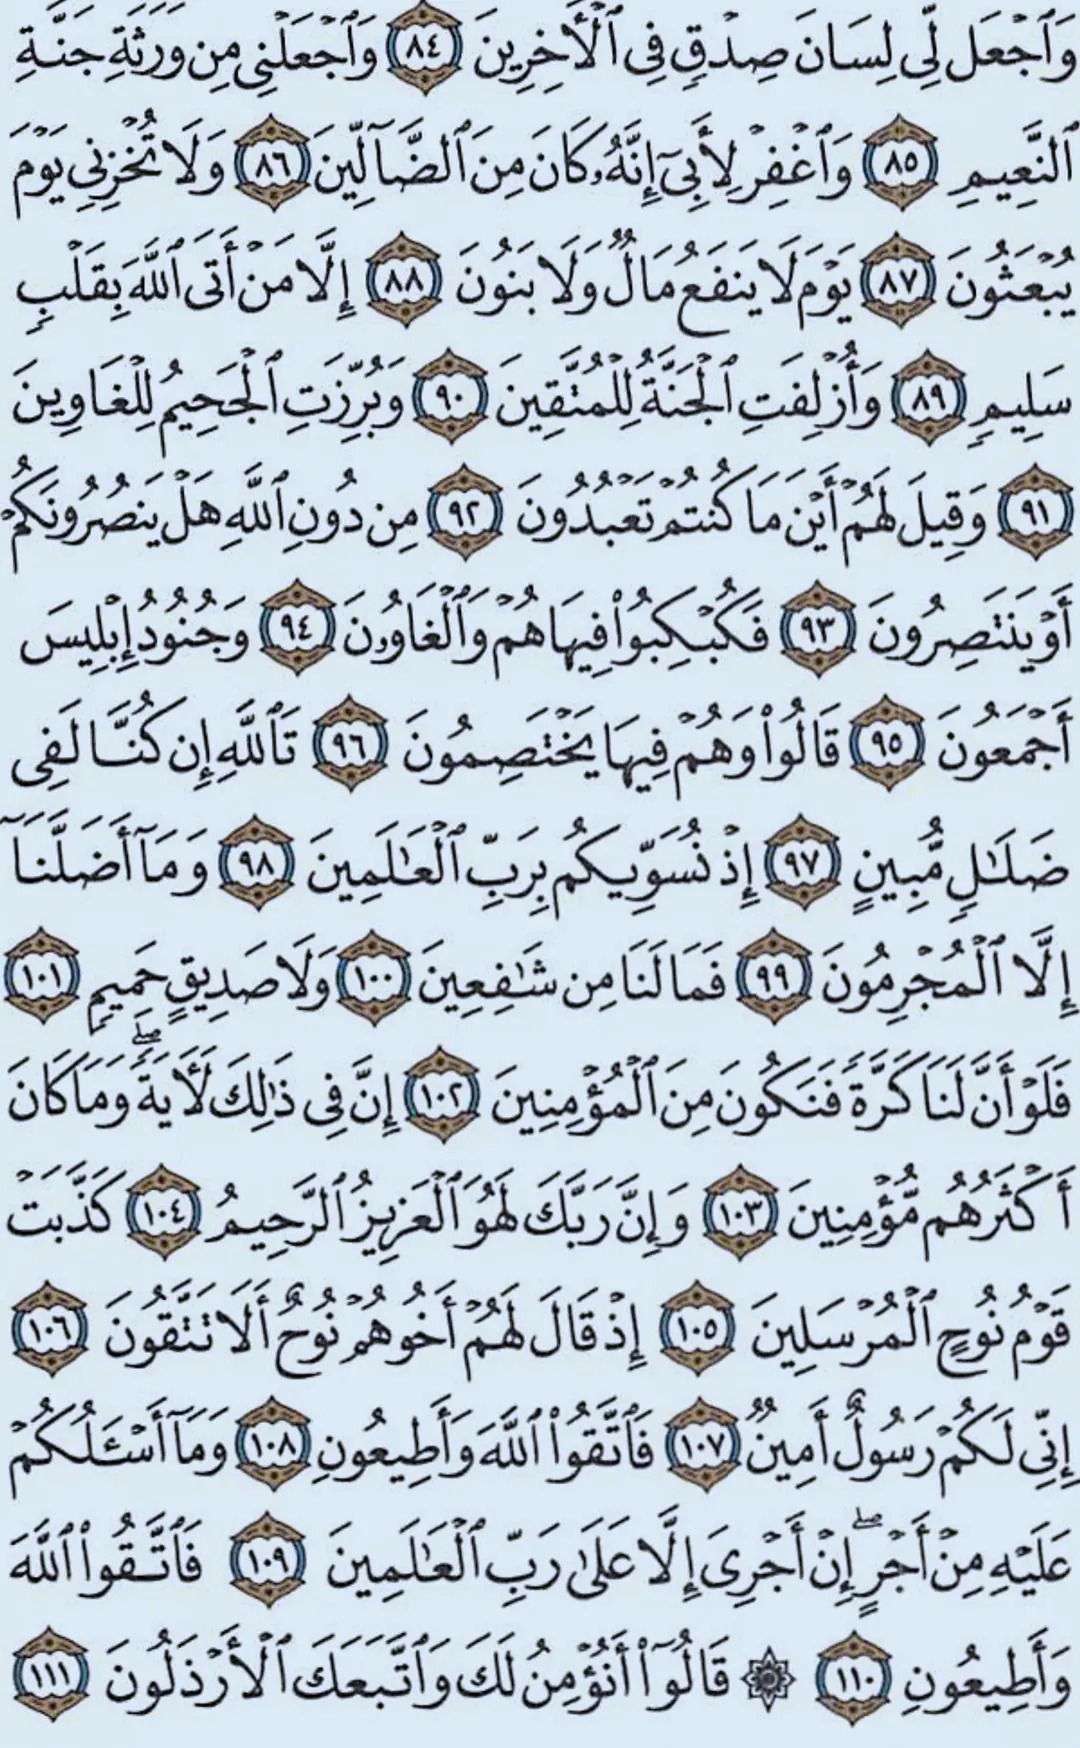 وَٱجْعَل لِّى لِسَانَ صِدْقٍ فِى ٱلْأَخِرِينَ ٨٤ وَٱجْعَلْنِى مِن وَرَثَةِ جَنَّةِ
ٱلنَّعِيمِ ٨٥ وَٱغْفِرْ لِأَبِىٓ إِنَّهُۥ كَانَ مِنَ ٱلضَّآلِّينَ ٨٦ وَلَا تُخْزِنِى يَوْمَ
يُبْعَثُونَ ٨٧ يَوْمَ لَا يَنفَعُ مَالٌ وَلَا بَنُونَ ٨٨ إِلَّا مَنْ أَتَى ٱللَّهَ بِقَلْبٍ
سَلِيمٍ ٨٩ وَأُزْلِفَتِ ٱلْجَنَّةُ لِلْمُتَّقِينَ ٩٠ وَبُرِّزَتِ ٱلْجَحِيمُ لِلْغَاوِينَ
٩١ وَقِيلَ لَهُمْ أَيْنَ مَا كُنتُمْ تَعْبُدُونَ ٩٢ مِن دُونِ ٱللَّهِ هَلْ يَنصُرُونَكُمْ
أَوْ يَنتَصِرُونَ ٩٣ فَكُبْكِبُوا۟ فِيهَا هُمْ وَٱلْغَاوُۥنَ ٩٤ وَجُنُودُ إِبْلِيسَ
أَجْمَعُونَ ٩٥ قَالُوا۟ وَهُمْ فِيهَا يَخْتَصِمُونَ ٩٦ تَٱللَّهِ إِن كُنَّا لَفِى
ضَلَـٰلٍ مُّبِينٍ ٩٧ إِذْ نُسَوِّيكُم بِرَبِّ ٱلْعَـٰلَمِينَ ٩٨ وَمَآ أَضَلَّنَآ
إِلَّا ٱلْمُجْرِمُونَ ٩٩ فَمَا لَنَا مِن شَـٰفِعِينَ ١٠٠ وَلَا صَدِيقٍ حَمِيمٍ ١٠١
فَلَوْ أَنَّ لَنَا كَرَّةً فَنَكُونَ مِنَ ٱلْمُؤْمِنِينَ ١٠٢ إِنَّ فِى ذَٰلِكَ لَأَيَةً ۖ وَمَا كَانَ
أَكْثَرُهُم مُّؤْمِنِينَ ١٠٣ وَإِنَّ رَبَّكَ لَهُوَ ٱلْعَزِيزُ ٱلرَّحِيمُ ١٠٤ كَذَّبَتْ
قَوْمُ نُوحٍ ٱلْمُرْسَلِينَ ١٠٥ إِذْ قَالَ لَهُمْ أَخُوهُمْ نُوحٌ أَلَا تَتَّقُونَ ١٠٦
إِنِّى لَكُمْ رَسُولٌ أَمِينٌ ١٠٧ فَٱتَّقُوا۟ ٱللَّهَ وَأَطِيعُونِ ١٠٨ وَمَآ أَسْـَٔلُكُمْ
عَلَيْهِ مِنْ أَجْرٍ ۖ إِنْ أَجْرِىَ إِلَّا عَلَىٰ رَبِّ ٱلْعَـٰلَمِينَ ١٠٩ فَٱتَّقُوا۟ ٱللَّهَ
وَأَطِيعُونِ ١١٠ ۞ قَالُوٓا۟ أَنُؤْمِنُ لَكَ وَٱتَّبَعَكَ ٱلْأَرْذَلُونَ ١١١